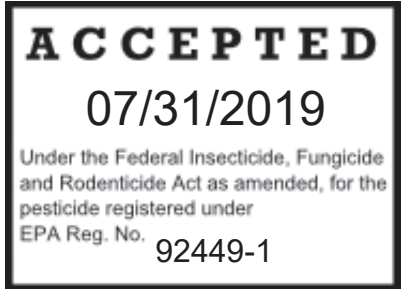 ACCEPTED
07/31/2019
Under the Federal Insecticide, Fungicide
and Rodenticide Act as amended, for the
pesticide registered under
EPA Reg. No. 92449-1